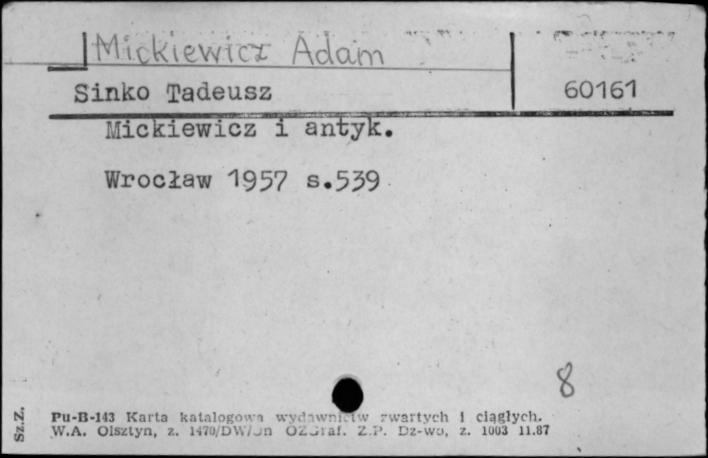 Mickiewicz Adam
Sinko Tadeusz 60161
Mickiewicz i antyk.
Wrocław 1957 s.539
8
Sz.Z.
Pu-B-143 Karta katalogowa wydawnictw zwartych i ciągłych.
W.A. Olsztyn, z. 1470/DW/ OZGraf. Z.P. Dz-wo, z. 1003 11.87